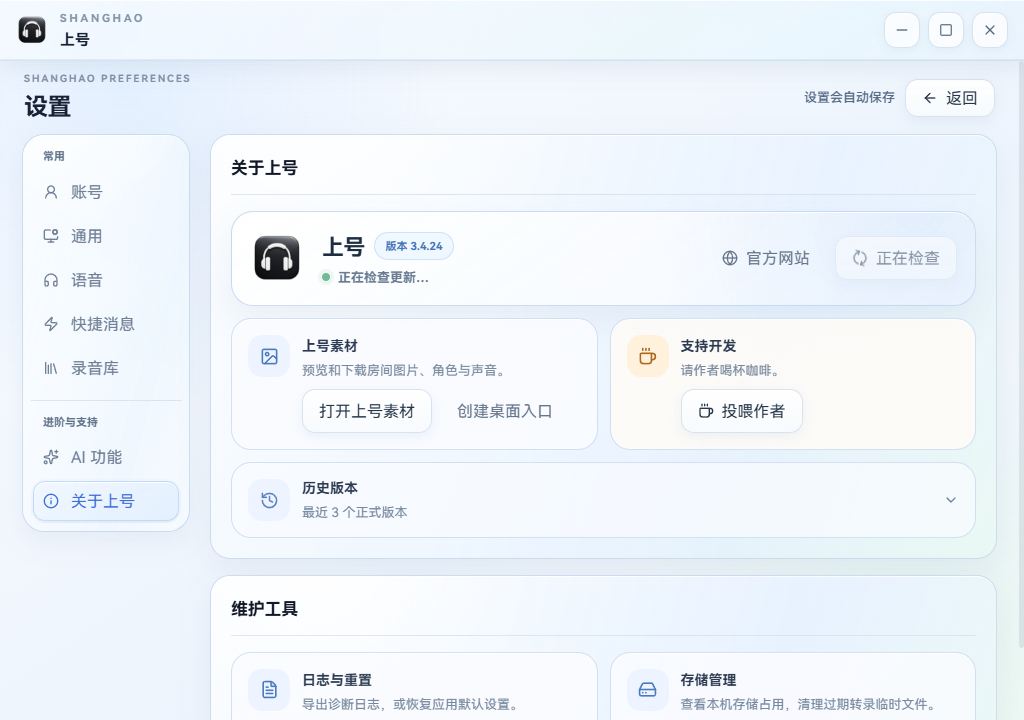 SHANGHAO
上号
SHANGHAO PREFERENCES
设置
设置会自动保存
返回
常用
账号
通用
语音
快捷消息
录音库
进阶与支持
AI 功能
关于上号
关于上号
上号
版本 3.4.24
正在检查更新...
官方网站
正在检查
上号素材
预览和下载房间图片、角色与声音。
打开上号素材
创建桌面入口
支持开发
请作者喝杯咖啡。
投喂作者
历史版本
最近 3 个正式版本
维护工具
日志与重置
导出诊断日志，或恢复应用默认设置。
存储管理
查看本机存储占用，清理过期转录临时文件。